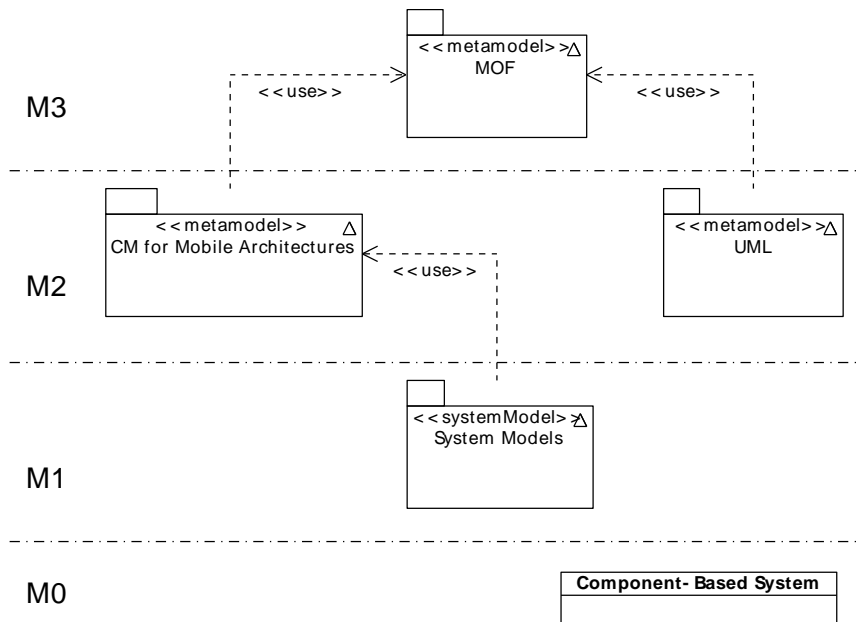 <<metamodel>>
MOF
<<use>>
<<use>>
M3
<<metamodel>>
CM for Mobile Architectures
<<metamodel>>
UML
<<use>>
M2
<<systemModel>>
System Models
M1
Component-Based System
M0